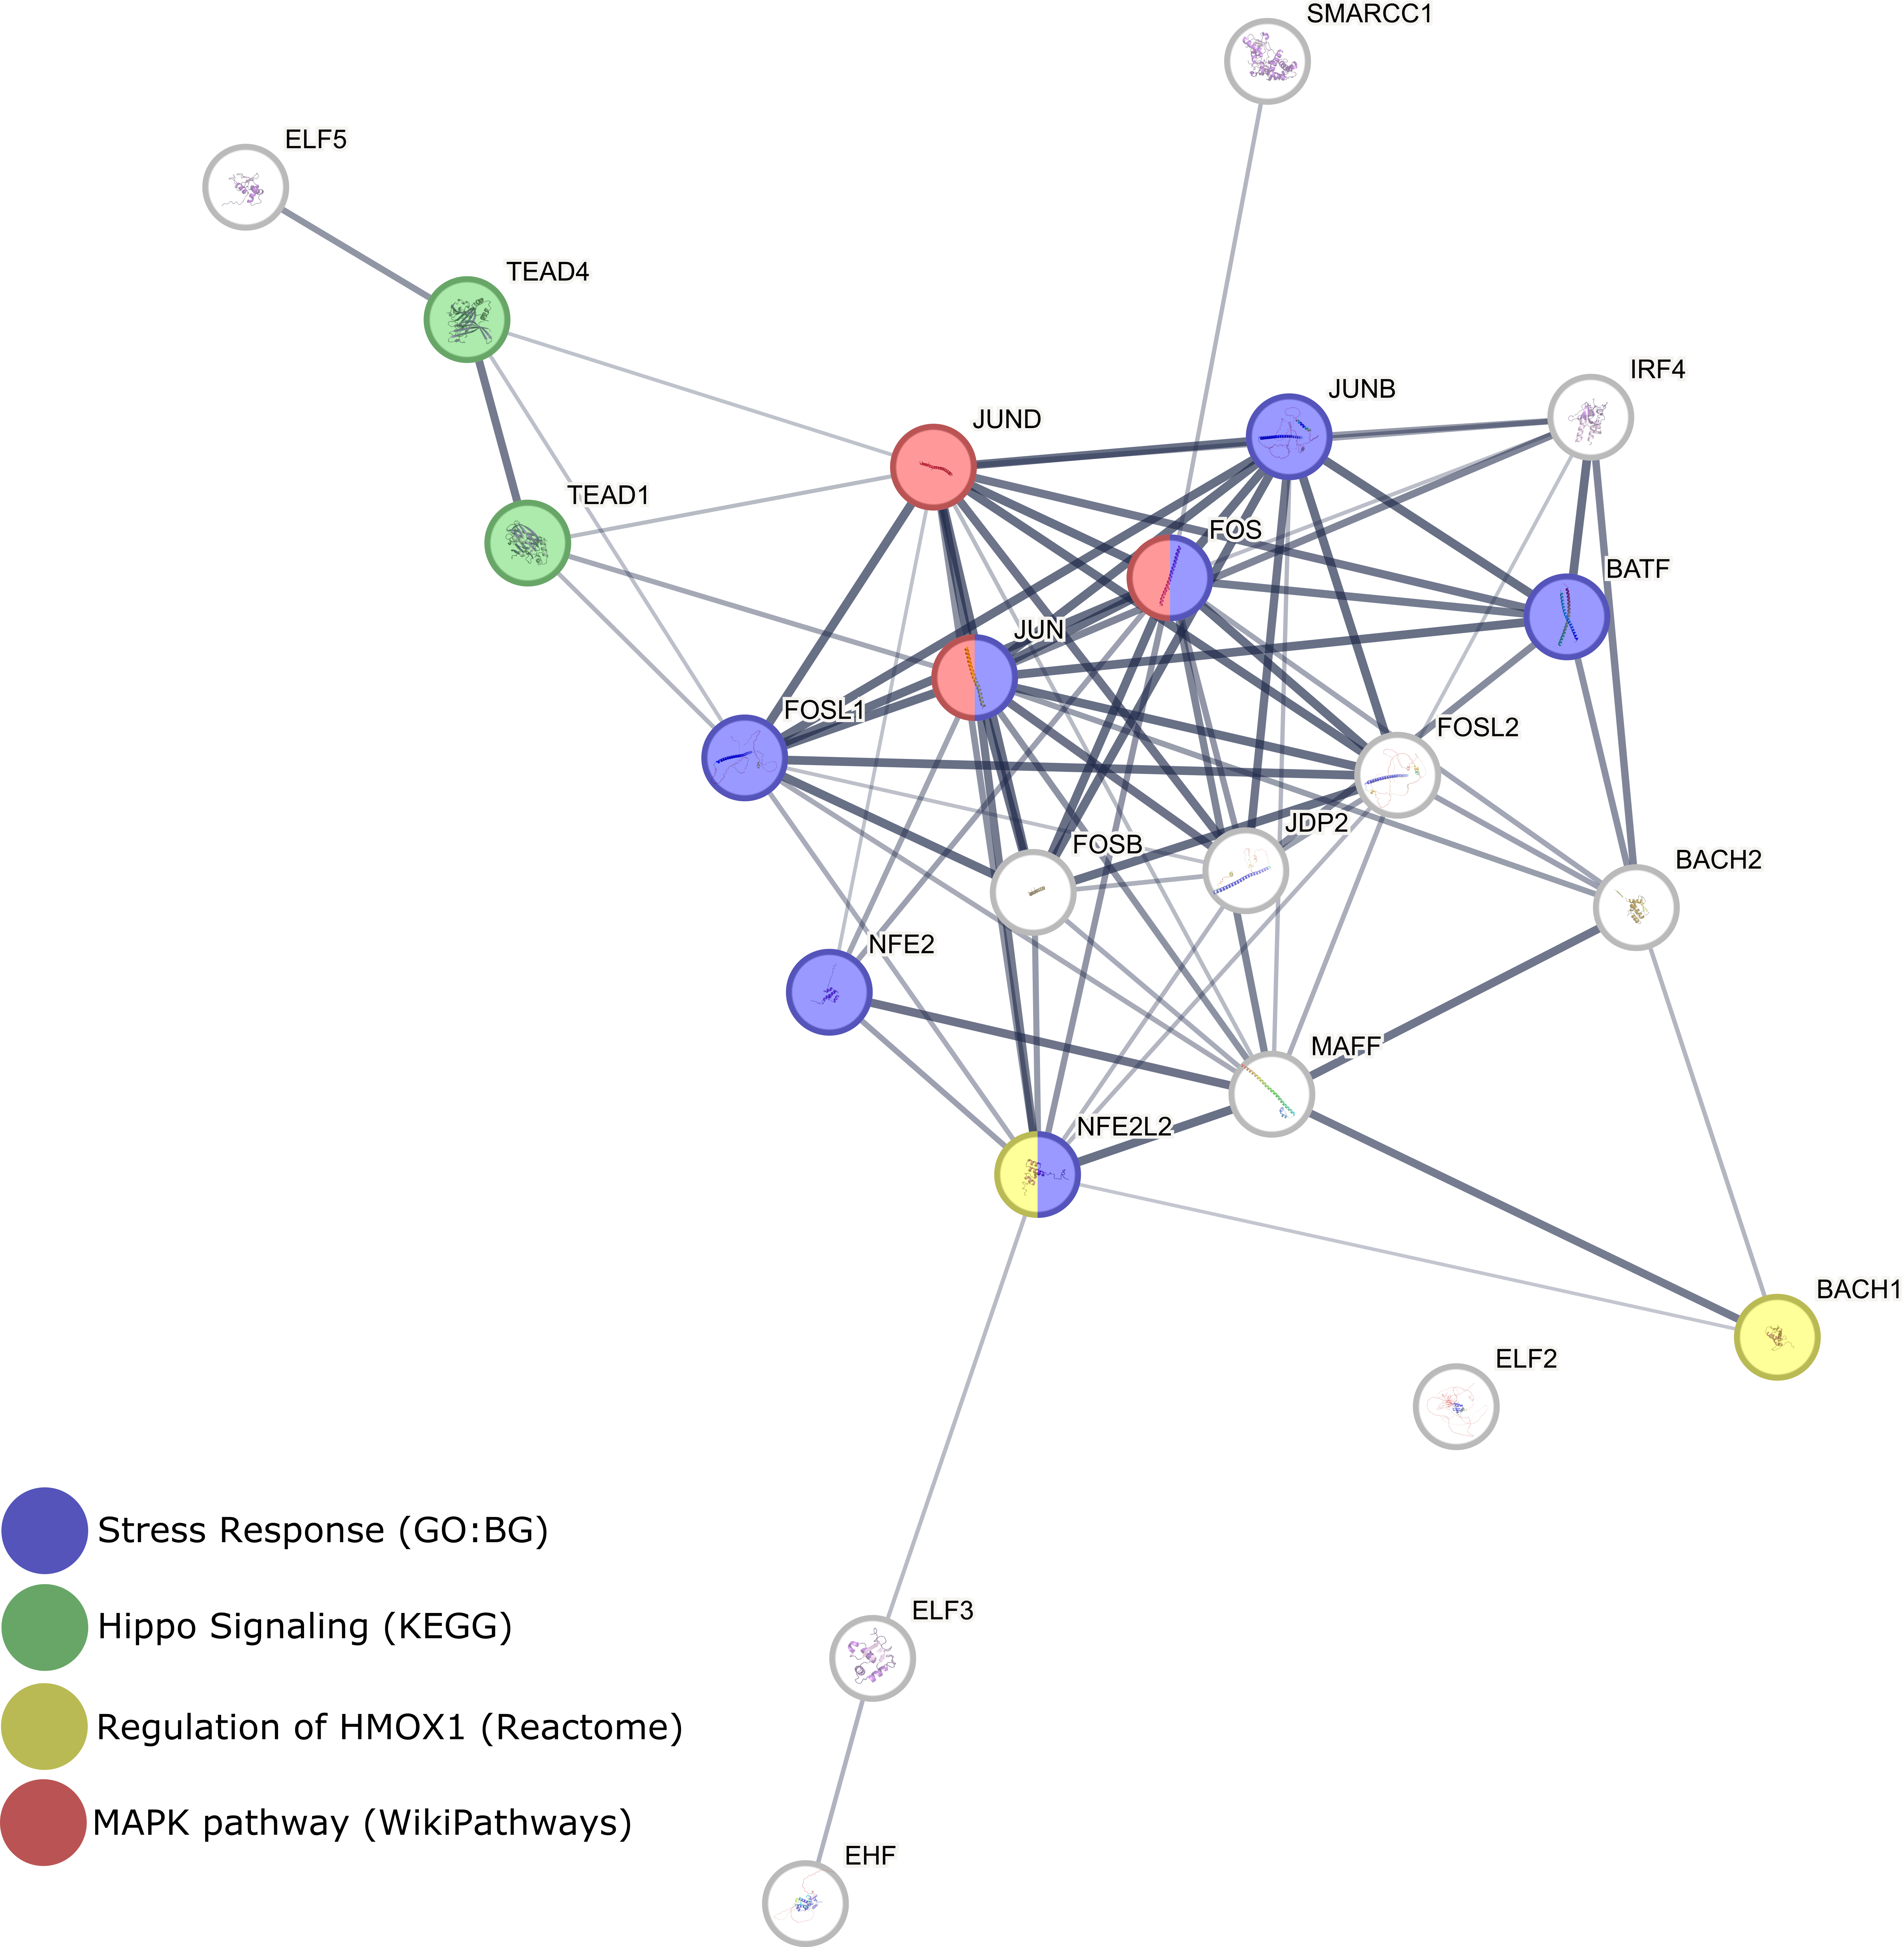 SMARCC1
ELF5
TEAD4
IRF4
JUNB
JUND
TEAD1
FOS
BATF
JUN
FOSL1
FOSL2
JDP2
FOSB
BACH2
NFE2
MAFF
NFE2L2
BACH1
ELF2
Stress Response (GO:BG)
ELF3
Hippo Signaling (KEGG)
Regulation of HMOX1 (Reactome)
MAPK pathway (WikiPathways)
EHF